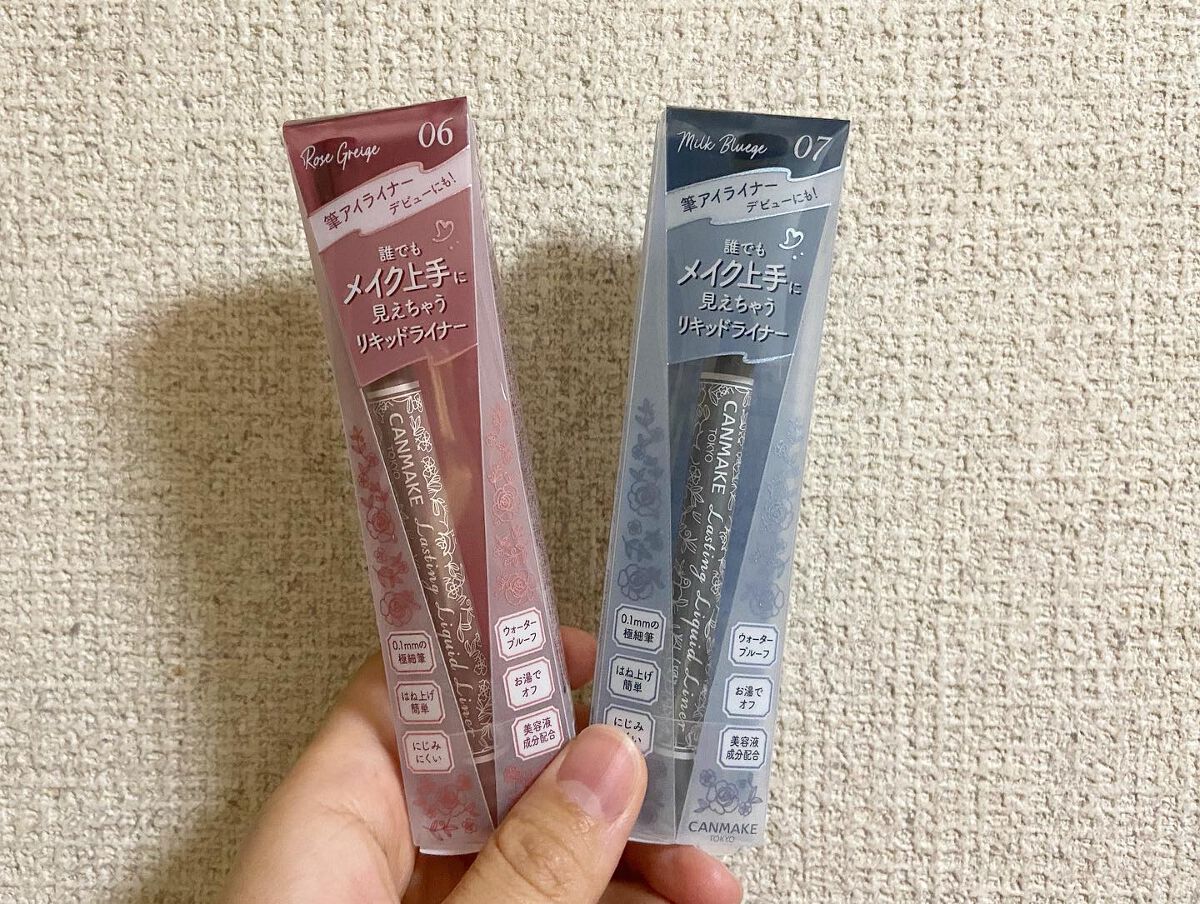 Rose Greige
06
筆アイライナー
デビューにも!
誰でも
メイク上手に
見えちゃう
リキッドライナー
CANMAKE
TOKYO
Lasting Liquid Liner
0.1mmの
極細筆
はね上げ
簡単
にじみ
にくい
ウォーター
プルーフ
お湯で
オフ
美容液
成分配合
Milk Bluege
07
筆アイライナー
デビューにも!
誰でも
メイク上手に
見えちゃう
リキッドライナー
CANMAKE
TOKYO
Lasting Liquid Liner
0.1mmの
極細筆
はね上げ
簡単
にじみ
ウォーター
プルーフ
お湯で
オフ
美容液
成分配合
CANMAKE
TOKYO